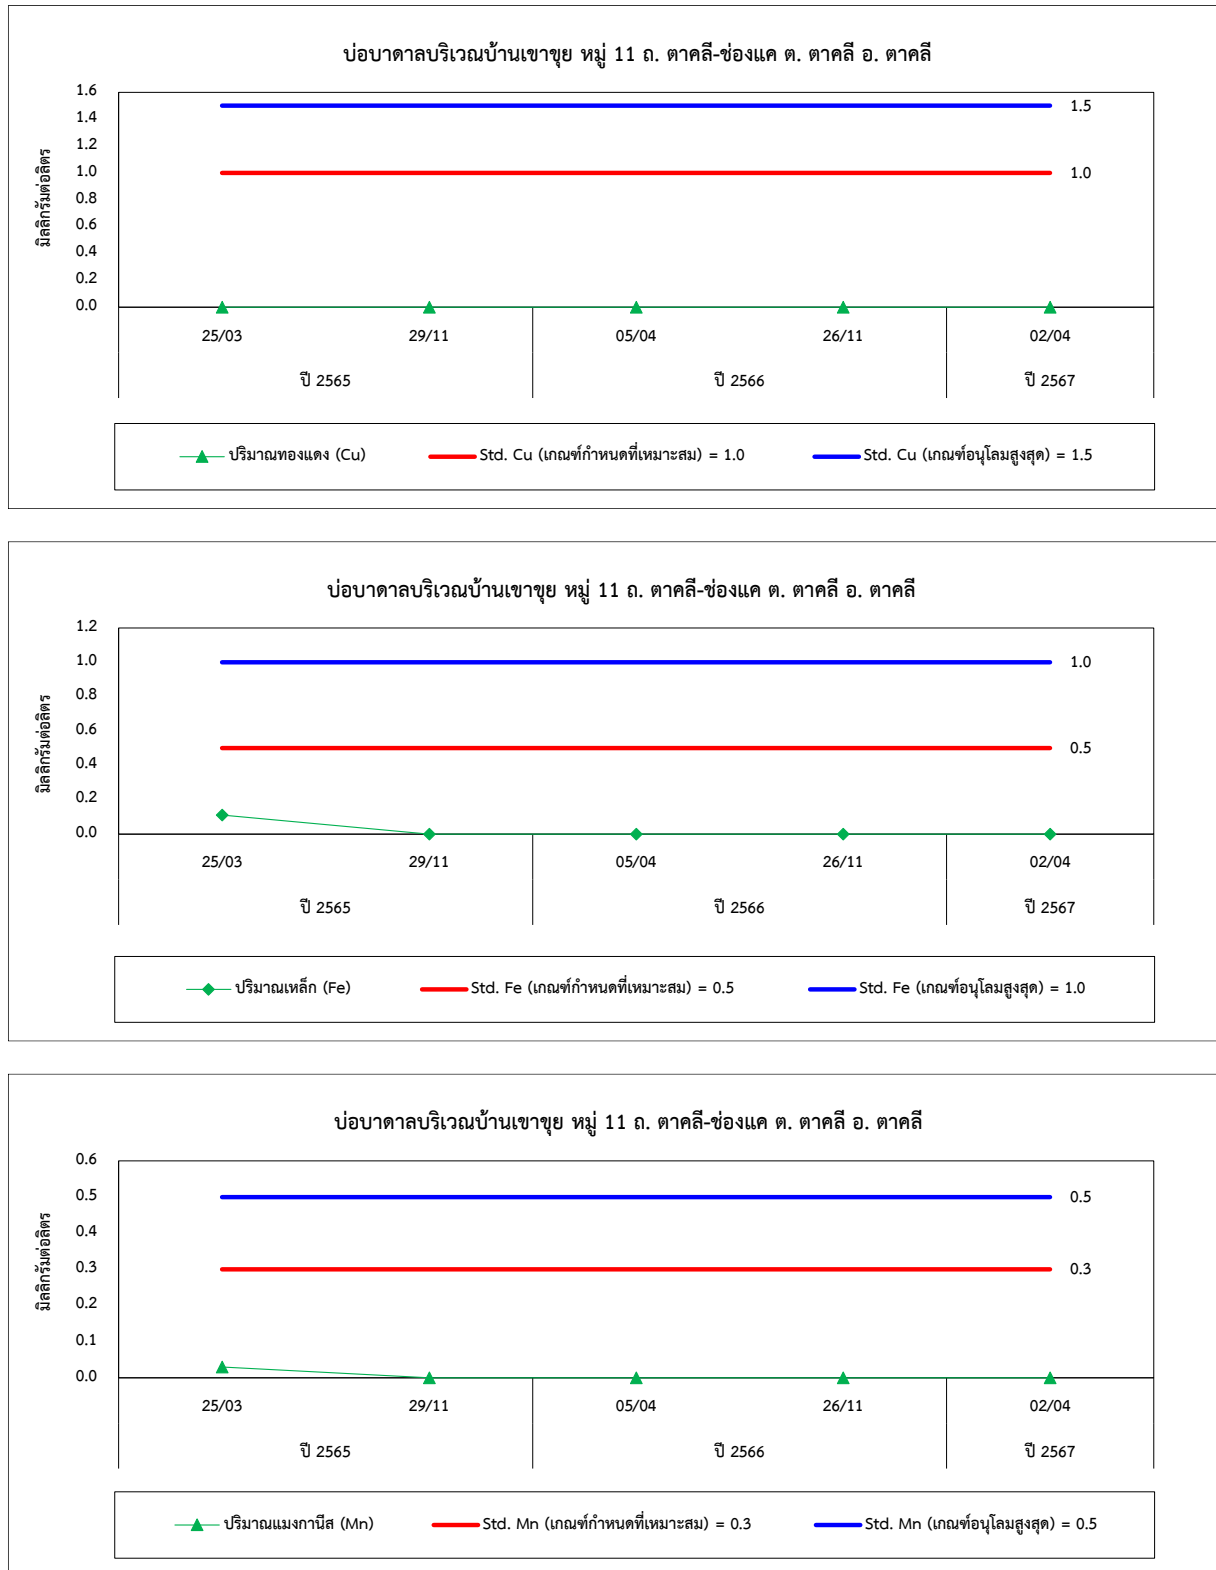 บ่อบาดาลบริเวณบ้านเขาขุย หมู่ 11 ถ. ตาคลี-ช่องแค ต. ตาคลี อ. ตาคลี
มิลลิกรัมต่อลิตร
1.6
1.4
1.2
1.0
0.8
0.6
0.4
0.2
0.0
1.5
1.0
25/03 29/11 05/04 26/11 02/04
ปี 2565 ปี 2566 ปี 2567
ปริมาณทองแดง (Cu) Std. Cu (เกณฑ์กำหนดที่เหมาะสม) = 1.0 Std. Cu (เกณฑ์อนุโลมสูงสุด) = 1.5
บ่อบาดาลบริเวณบ้านเขาขุย หมู่ 11 ถ. ตาคลี-ช่องแค ต. ตาคลี อ. ตาคลี
มิลลิกรัมต่อลิตร
1.2
1.0
0.8
0.6
0.4
0.2
0.0
1.0
0.5
25/03 29/11 05/04 26/11 02/04
ปี 2565 ปี 2566 ปี 2567
ปริมาณเหล็ก (Fe) Std. Fe (เกณฑ์กำหนดที่เหมาะสม) = 0.5 Std. Fe (เกณฑ์อนุโลมสูงสุด) = 1.0
บ่อบาดาลบริเวณบ้านเขาขุย หมู่ 11 ถ. ตาคลี-ช่องแค ต. ตาคลี อ. ตาคลี
มิลลิกรัมต่อลิตร
0.6
0.5
0.4
0.3
0.2
0.1
0.0
0.5
0.3
25/03 29/11 05/04 26/11 02/04
ปี 2565 ปี 2566 ปี 2567
ปริมาณแมงกานีส (Mn) Std. Mn (เกณฑ์กำหนดที่เหมาะสม) = 0.3 Std. Mn (เกณฑ์อนุโลมสูงสุด) = 0.5